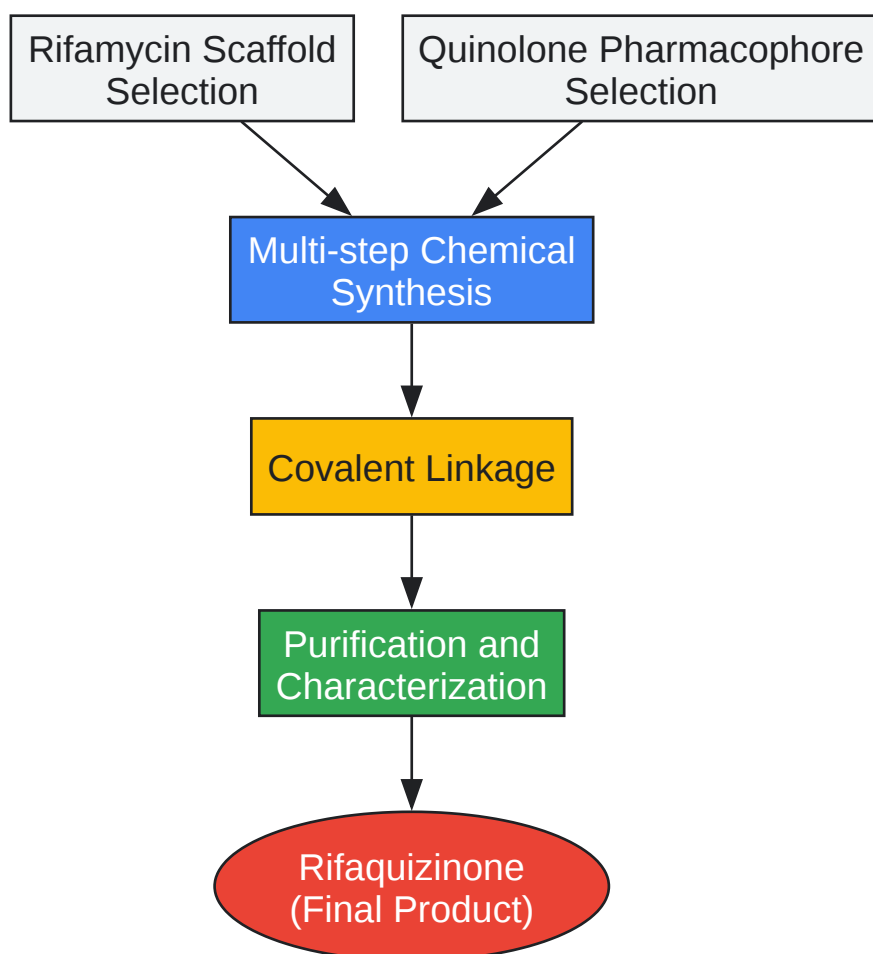 Rifamycin Scaffold
Selection
Quinolone Pharmacophore
Selection
Multi-step Chemical
Synthesis
Covalent Linkage
Purification and
Characterization
Rifaquizinone
(Final Product)